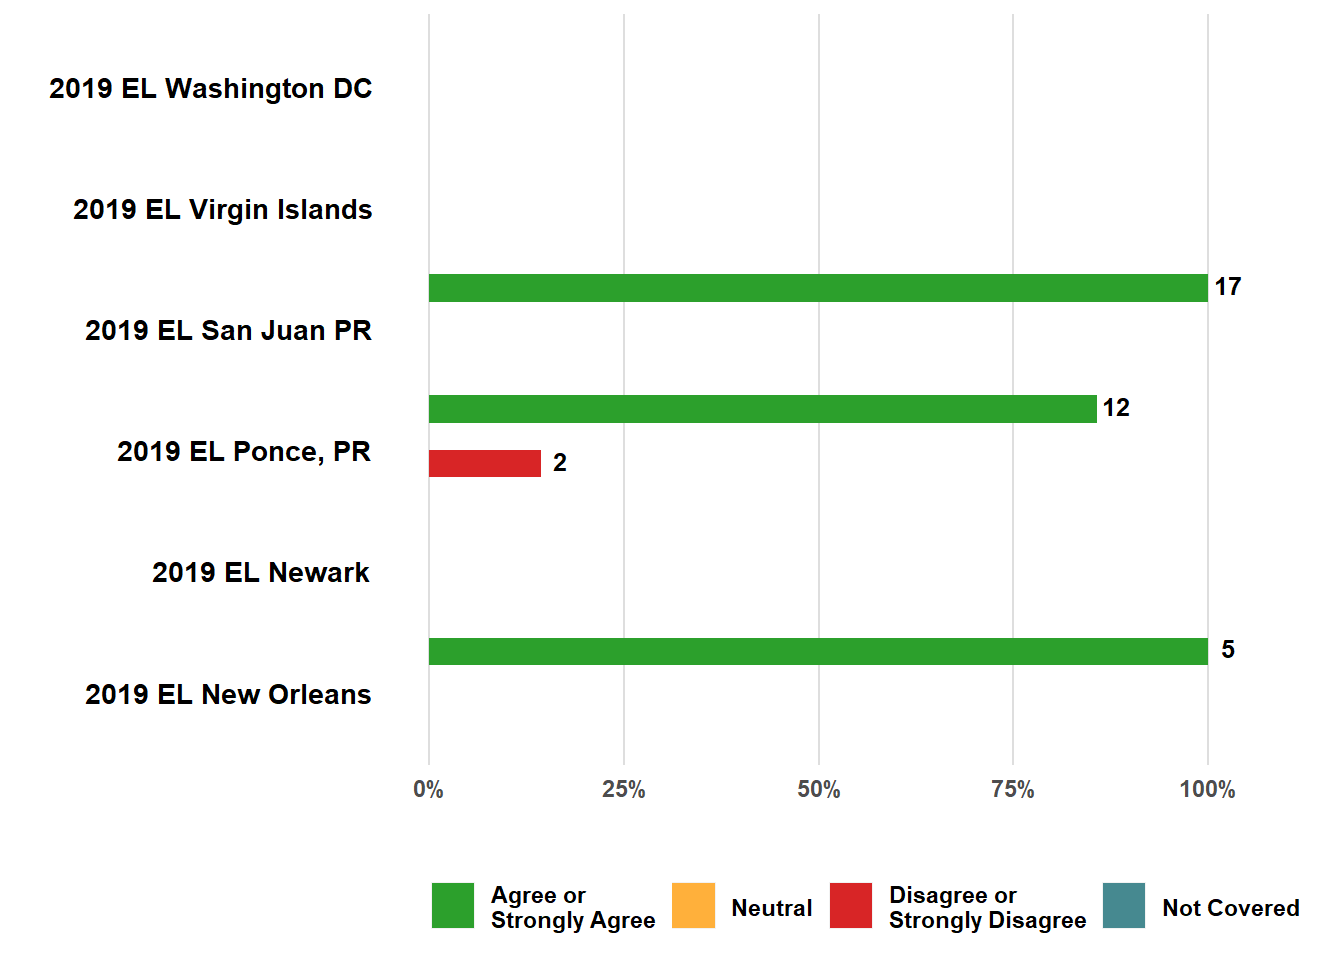 2019 EL Washington DC
2019 EL Virgin Islands
17
2019 EL San Juan PR
12
2019 EL Ponce, PR
2
2019 EL Newark
5
2019 EL New Orleans
0%
25%
50%
75%
100%
Agree or
Strongly Agree
Neutral
Disagree or
Strongly Disagree
Not Covered